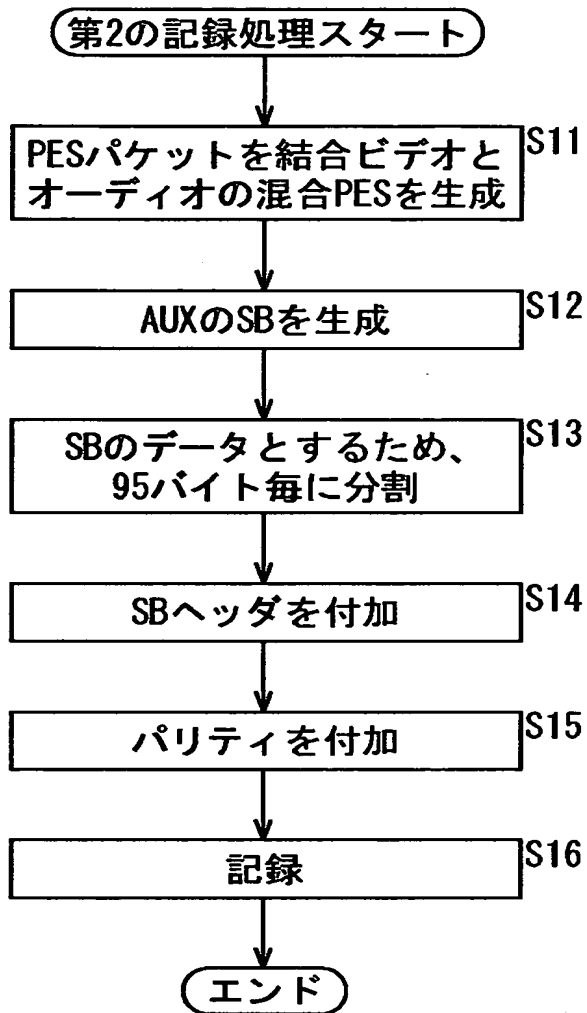 第2の記録処理スタート
S11
PESパケットを結合ビデオと
オーディオの混合PESを生成
S12
AUXのSBを生成
S13
SBのデータとするため、
95バイト毎に分割
S14
SBヘッダを付加
S15
パリティを付加
S16
記録
エンド